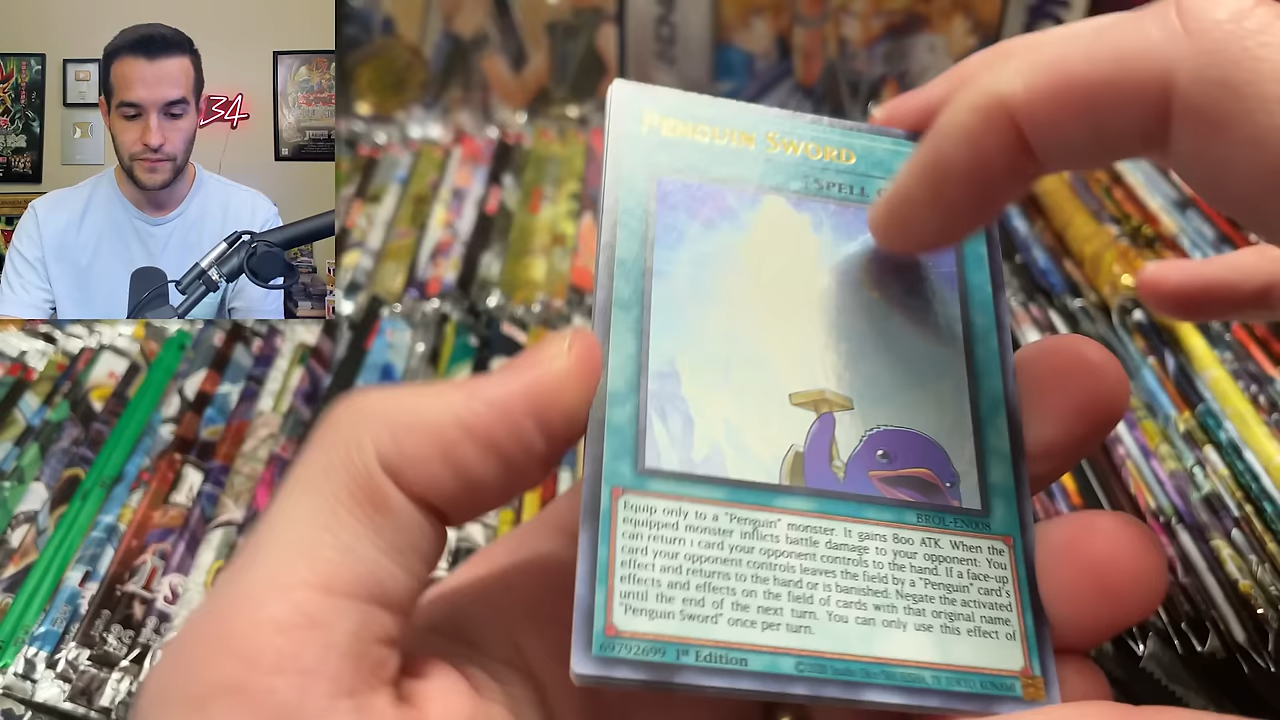 34
PENGUIN SWORD
SPELL
BROL-EN008
Equip only to a "Penguin" monster. It gains 800 ATK. When the
equipped monster inflicts battle damage to your opponent: You
can return 1 card your opponent controls to the hand. If a face-up
card your opponent controls leaves the field by a "Penguin" card's
effect and returns to the hand or is banished: Negate the activated
effects and effects on the field of cards with that original name,
until the end of the next turn. You can only use this effect of
"Penguin Sword" once per turn.
69792699 1st Edition
KONAMI